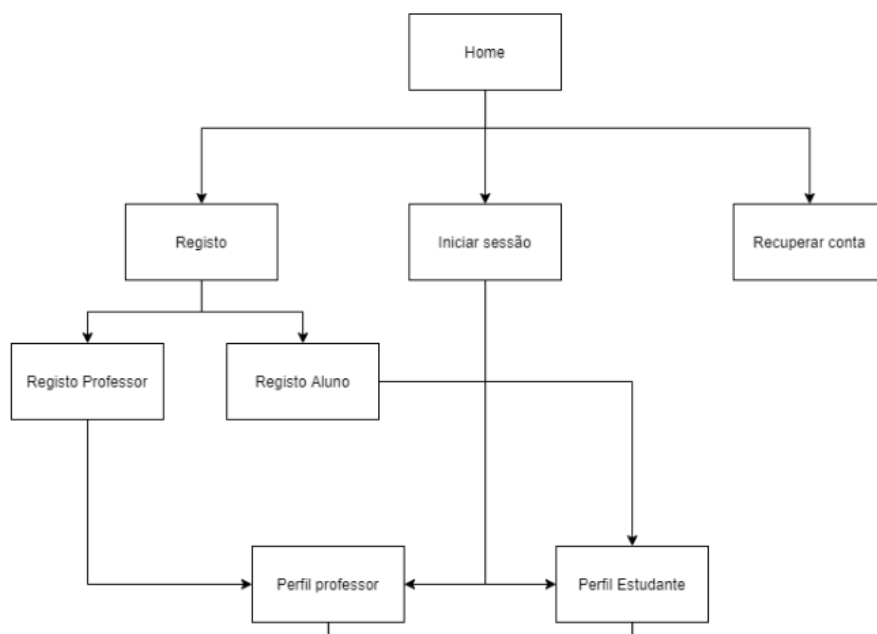 Home
Registo
Iniciar sessão
Recuperar conta
Registo Professor
Registo Aluno
Perfil professor
Perfil Estudante